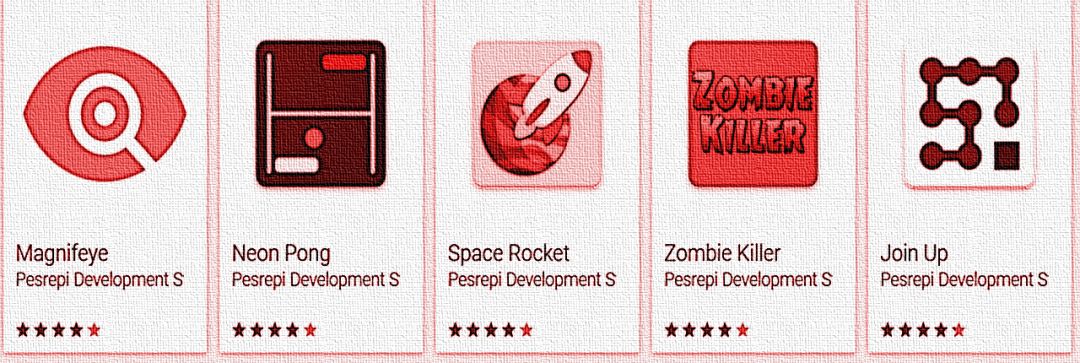 ZOMBIE
KILLER
Magnifeye
Pesrepi Development S
Neon Pong
Pesrepi Development S
Space Rocket
Pesrepi Development S
Zombie Killer
Pesrepi Development S
Join Up
Pesrepi Development S